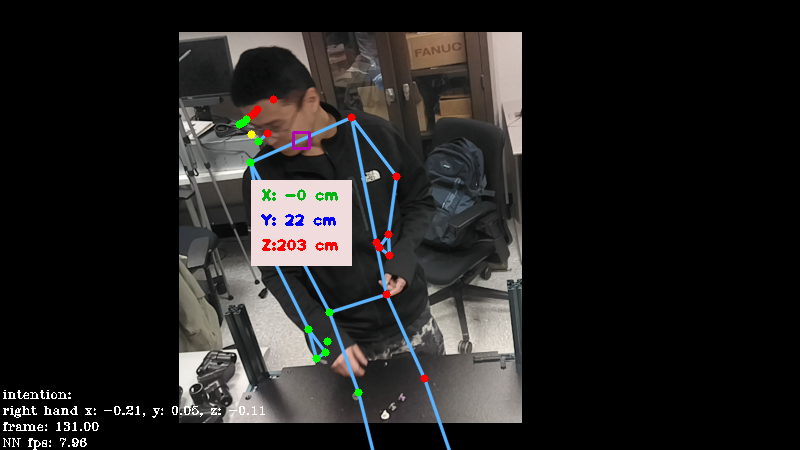 FANUC
X: -0 cm
Y: 22 cm
Z:203 cm
intention:
right hand x: -0.21, y: 0.05, z: -0.11
frame: 131.00
NN fps: 7.96